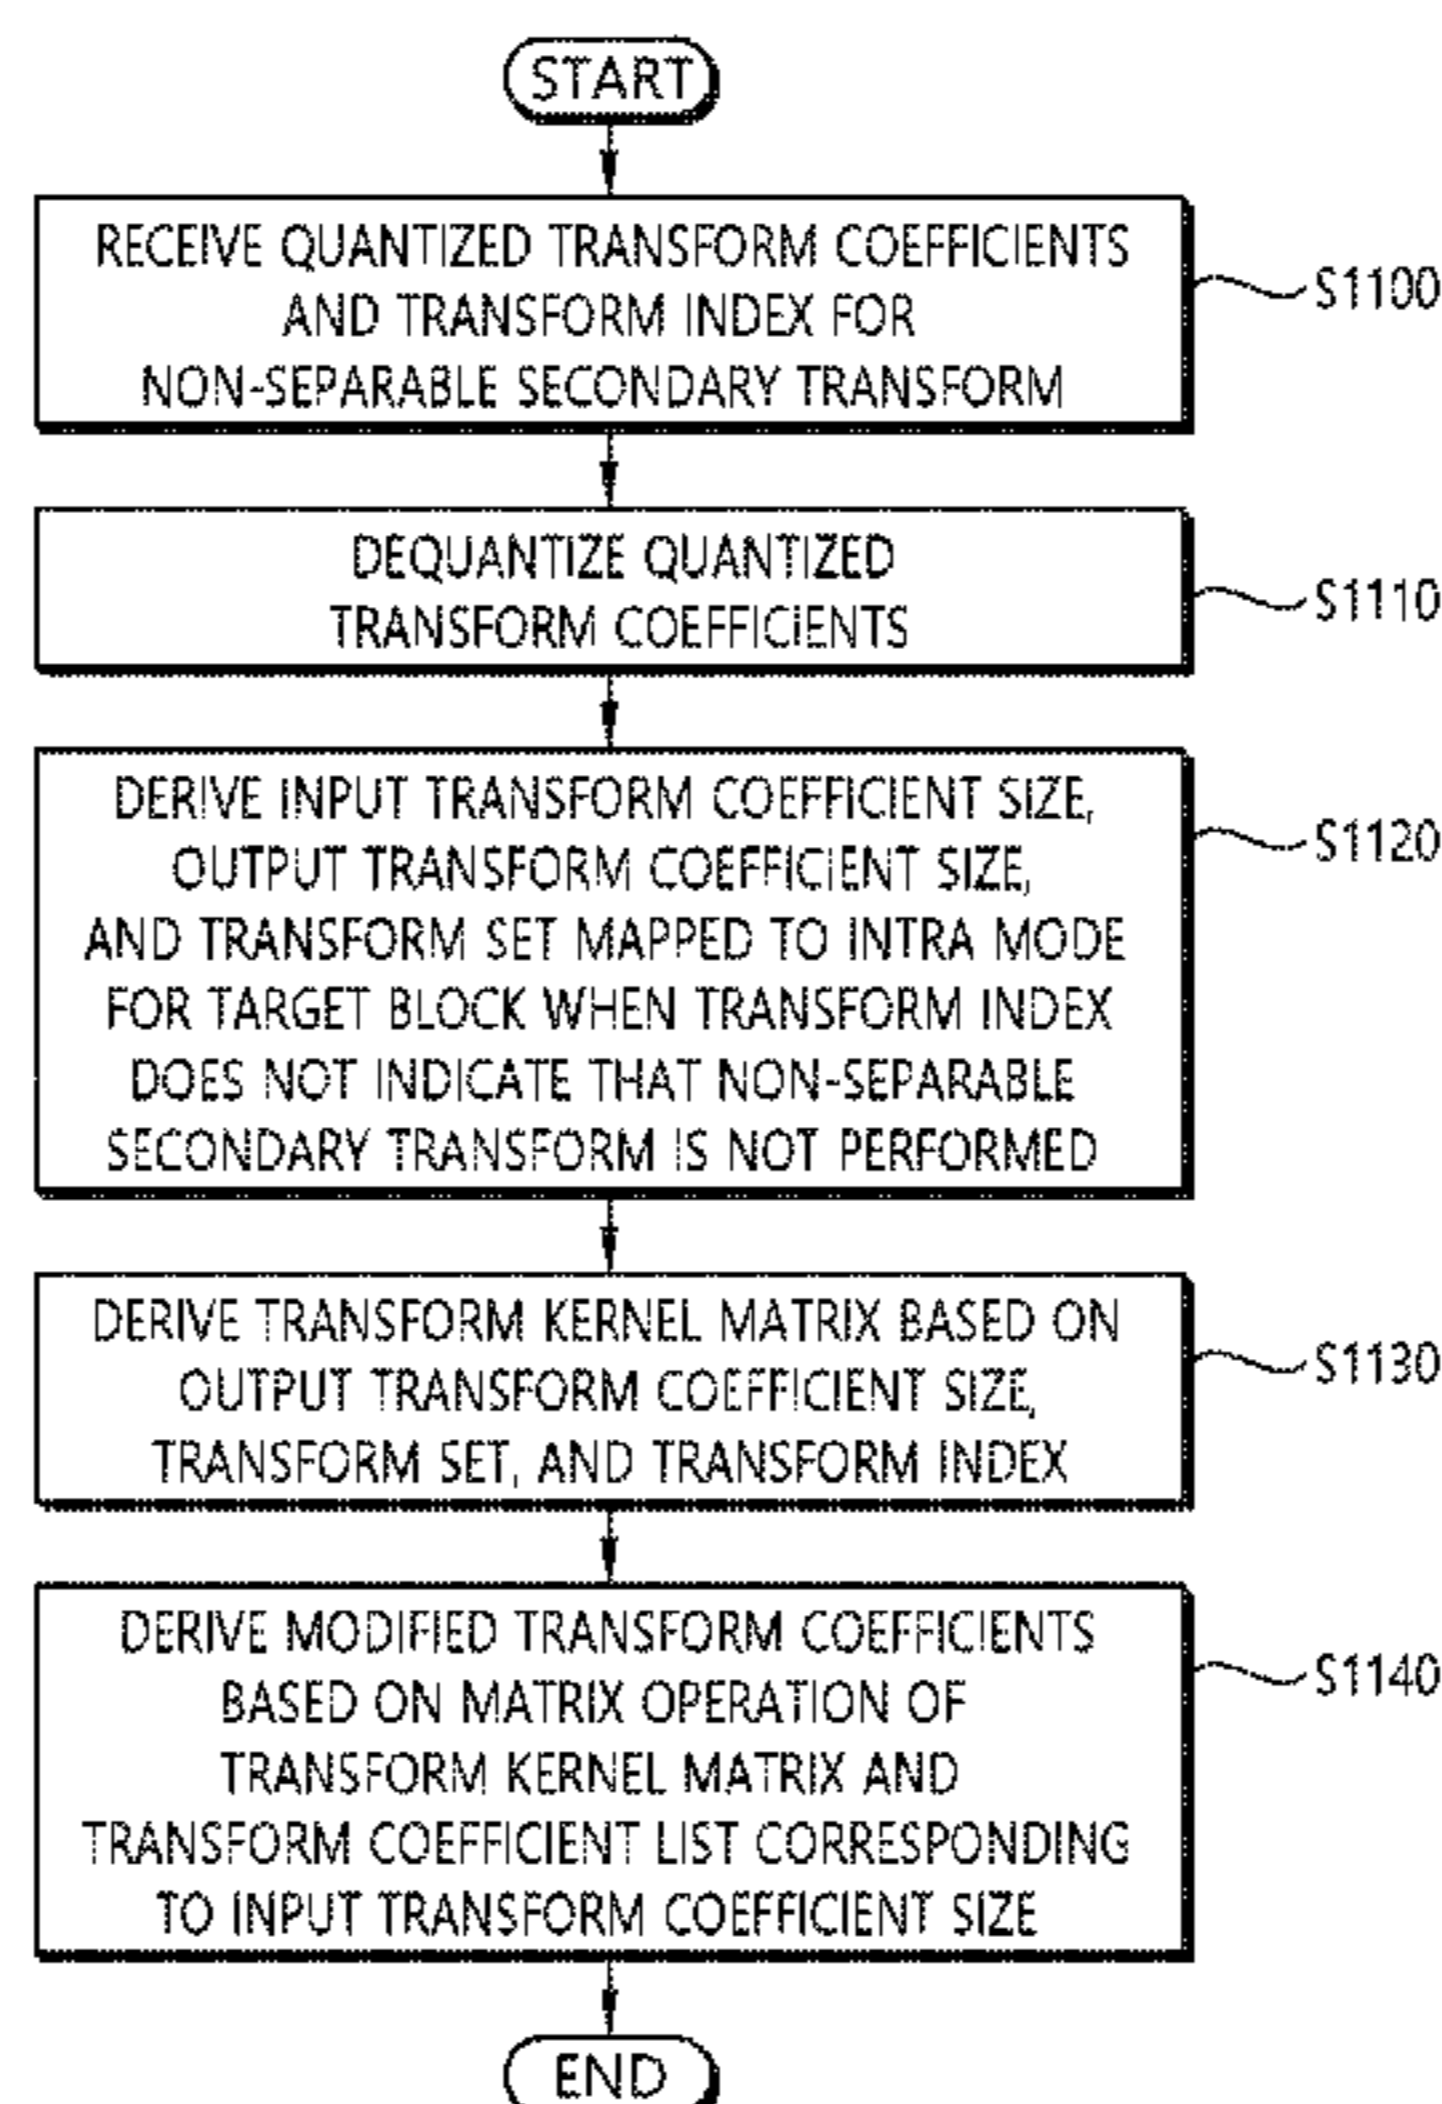 START
RECEIVE QUANTIZED TRANSFORM COEFFICIENTS
AND TRANSFORM INDEX FOR
NON-SEPARABLE SECONDARY TRANSFORM
S1100
DEQUANTIZE QUANTIZED
TRANSFORM COEFFICIENTS
S1110
DERIVE INPUT TRANSFORM COEFFICIENT SIZE,
OUTPUT TRANSFORM COEFFICIENT SIZE,
AND TRANSFORM SET MAPPED TO INTRA MODE
FOR TARGET BLOCK WHEN TRANSFORM INDEX
DOES NOT INDICATE THAT NON-SEPARABLE
SECONDARY TRANSFORM IS NOT PERFORMED
S1120
DERIVE TRANSFORM KERNEL MATRIX BASED ON
OUTPUT TRANSFORM COEFFICIENT SIZE,
TRANSFORM SET, AND TRANSFORM INDEX
S1130
DERIVE MODIFIED TRANSFORM COEFFICIENTS
BASED ON MATRIX OPERATION OF
TRANSFORM KERNEL MATRIX AND
TRANSFORM COEFFICIENT LIST CORRESPONDING
TO INPUT TRANSFORM COEFFICIENT SIZE
S1140
END